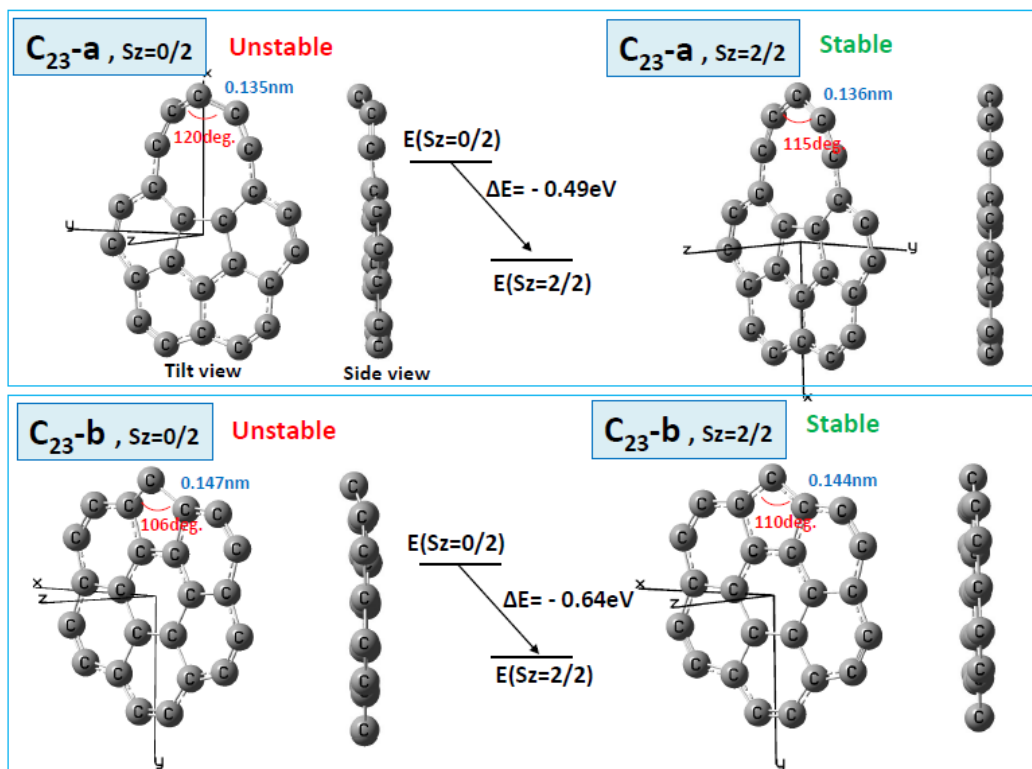 C23-a , Sz=0/2
Unstable
x
0.135nm
120deg.
y
z
Tilt view
Side view
E(Sz=0/2)
ΔE= - 0.49eV
E(Sz=2/2)
C23-a , Sz=2/2
Stable
0.136nm
115deg.
z
y
x
C23-b , Sz=0/2
Unstable
0.147nm
106deg.
x
z
y
E(Sz=0/2)
ΔE= - 0.64eV
E(Sz=2/2)
C23-b , Sz=2/2
Stable
0.144nm
110deg.
x
z
y